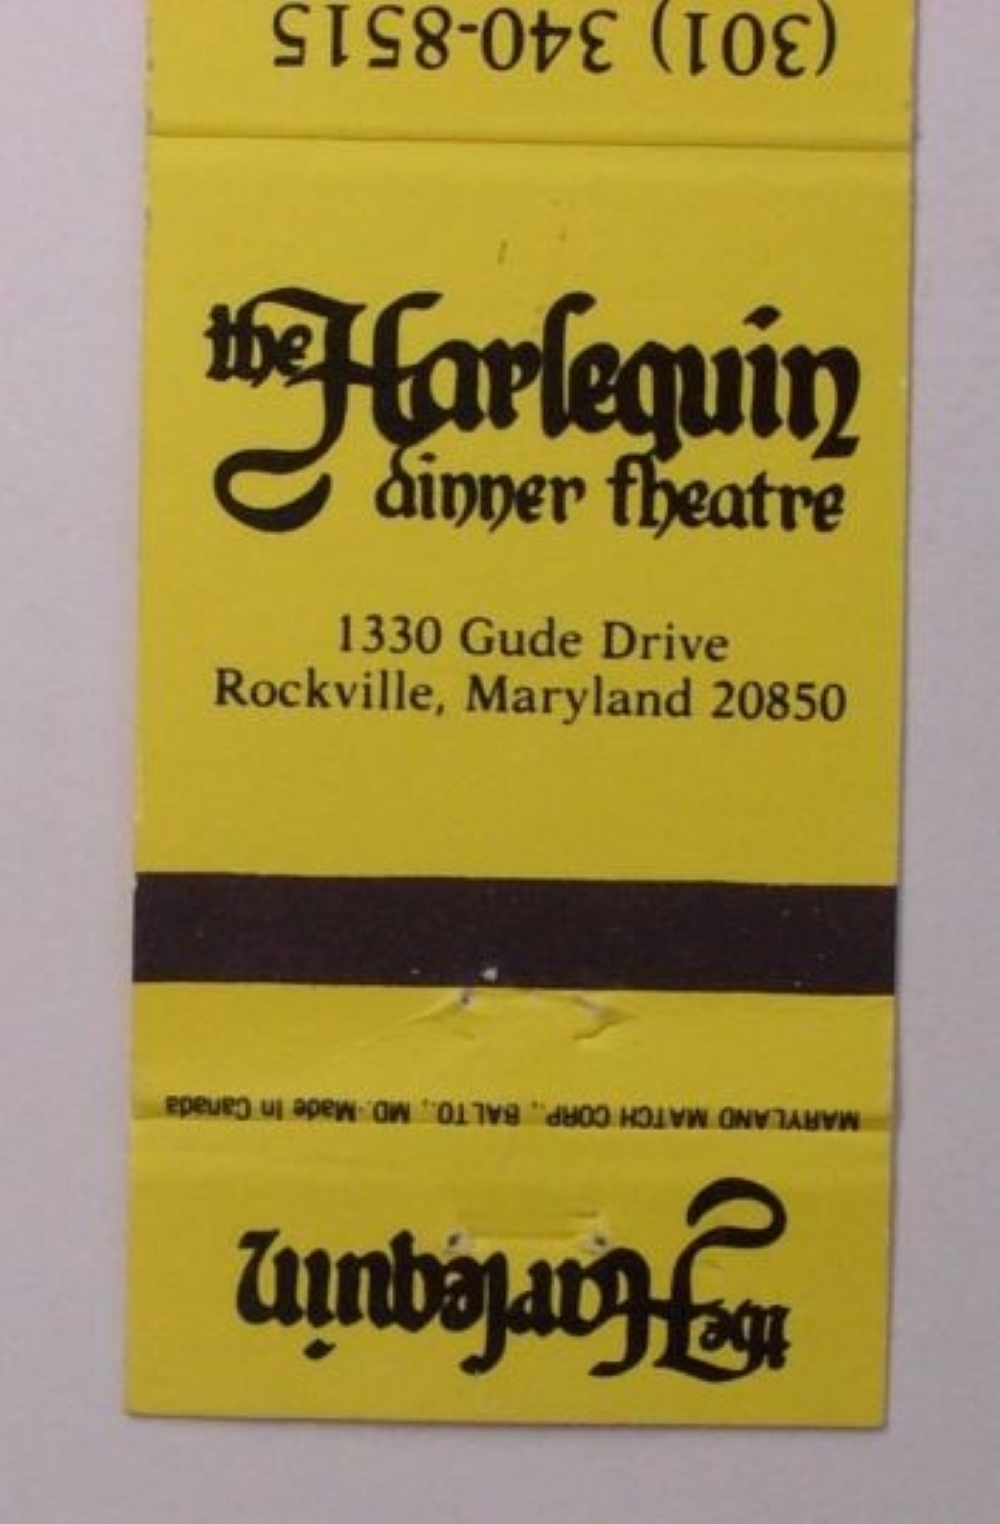 (301) 340-8515
the Harlequin
dinner theatre
1330 Gude Drive
Rockville, Maryland 20850
MARYLAND MATCH CORP., BALTO., MD. Made In Canada
the Harlequin